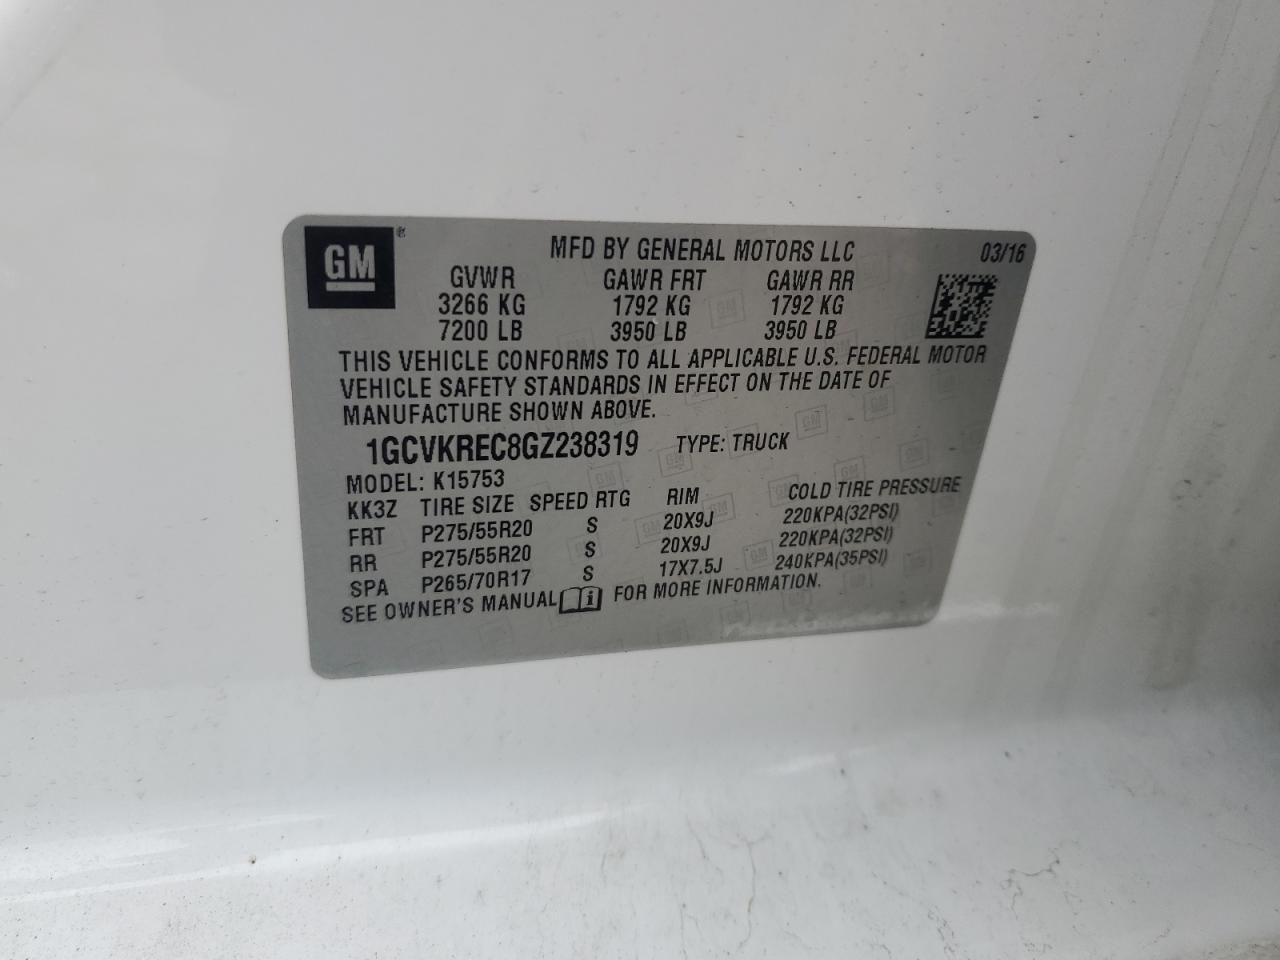 GM ® MFD BY GENERAL MOTORS LLC 03/16
GVWR GAWR FRT GAWR RR
3266 KG 1792 KG 1792 KG
7200 LB 3950 LB 3950 LB
THIS VEHICLE CONFORMS TO ALL APPLICABLE U.S. FEDERAL MOTOR
VEHICLE SAFETY STANDARDS IN EFFECT ON THE DATE OF
MANUFACTURE SHOWN ABOVE.
1GCVKREC8GZ238319 TYPE: TRUCK
MODEL: K15753
KK3Z TIRE SIZE SPEED RTG RIM COLD TIRE PRESSURE
FRT P275/55R20 S 20X9J 220KPA(32PSI)
RR P275/55R20 S 20X9J 220KPA(32PSI)
SPA P265/70R17 S 17X7.5J 240KPA(35PSI)
SEE OWNER'S MANUAL i FOR MORE INFORMATION.